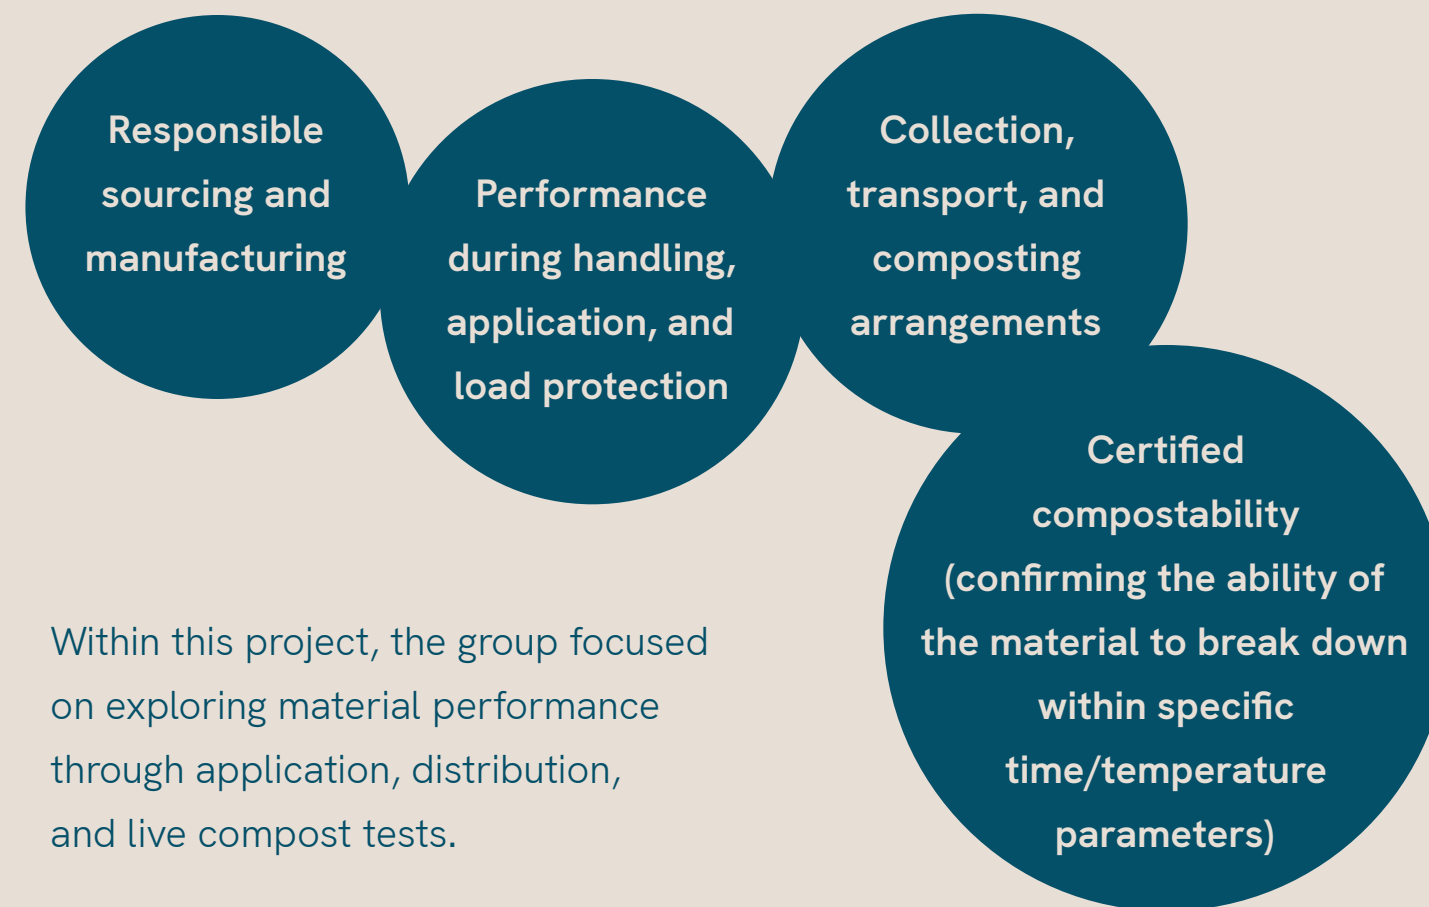 Responsible
sourcing and
manufacturing
Performance
during handling,
application, and
load protection
Collection,
transport, and
composting
arrangements
Certified
compostability
(confirming the ability of
the material to break down
within specific
time/temperature
parameters)
Within this project, the group focused
on exploring material performance
through application, distribution,
and live compost tests.